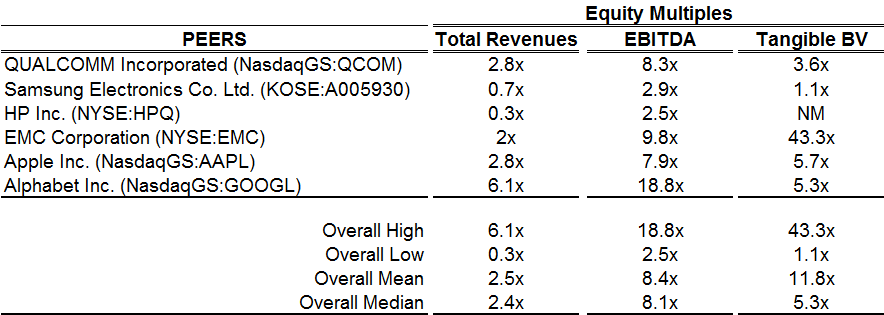 Equity Multiples
PEERS Total Revenues EBITDA Tangible BV
QUALCOMM Incorporated (NasdaqGS:QCOM) 2.8x 8.3x 3.6x
Samsung Electronics Co. Ltd. (KOSE:A005930) 0.7x 2.9x 1.1x
HP Inc. (NYSE:HPQ) 0.3x 2.5x NM
EMC Corporation (NYSE:EMC) 2x 9.8x 43.3x
Apple Inc. (NasdaqGS:AAPL) 2.8x 7.9x 5.7x
Alphabet Inc. (NasdaqGS:GOOGL) 6.1x 18.8x 5.3x
Overall High 6.1x 18.8x 43.3x
Overall Low 0.3x 2.5x 1.1x
Overall Mean 2.5x 8.4x 11.8x
Overall Median 2.4x 8.1x 5.3x